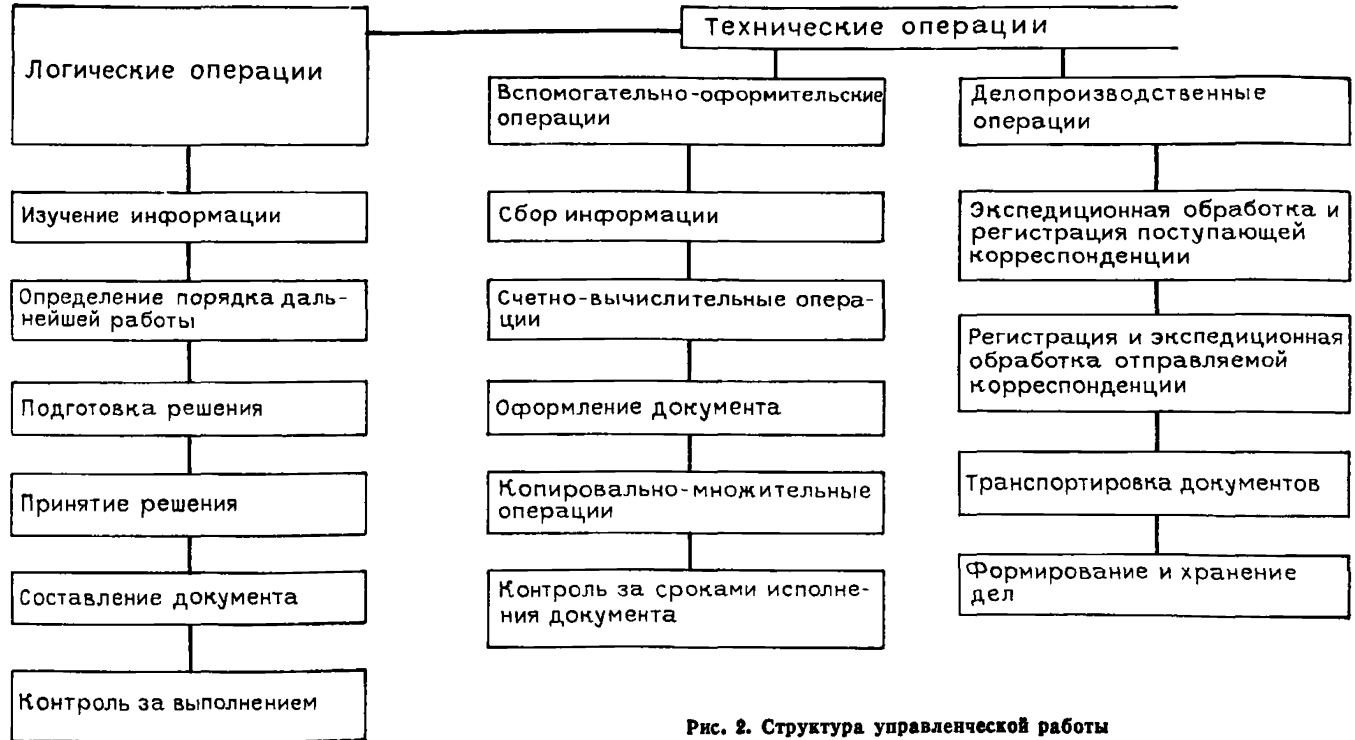 Логические операции
Технические операции
Вспомогательно-оформительские
операции
Делопроизводственные
операции
Изучение информации
Определение порядка даль-
нейшей работы
Подготовка решения
Принятие решения
Составление документа
Контроль за выполнением
Сбор информации
Счетно-вычислительные опера-
ции
Оформление документа
Копировально-множительные
операции
Контроль за сроками исполне-
ния документа
Экспедиционная обработка и
регистрация поступающей
корреспонденции
Регистрация и экспедиционная
обработка отправляемой
корреспонденции
Транспортировка документов
Формирование и хранение
дел
Рис. 2. Структура управленческой работы